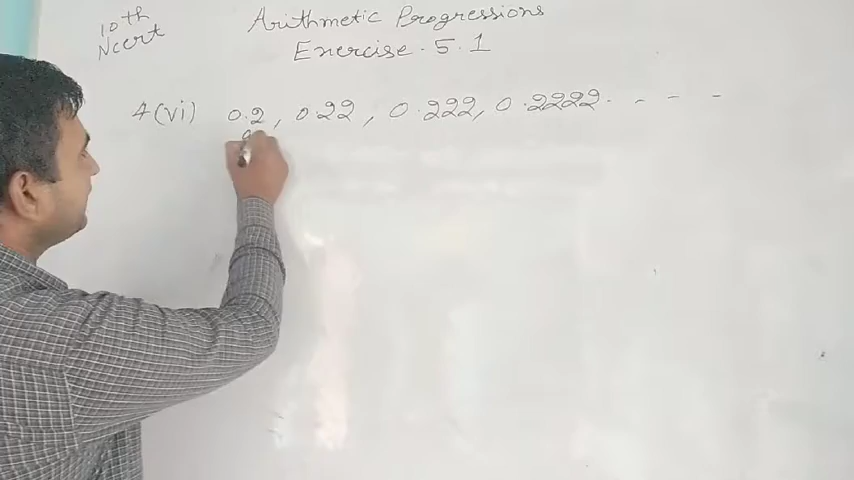 10th
Ncert
Arithmetic Progressions
Exercise . 5.1
4(vi) 0.2, 0.22, 0.222, 0.2222. - - -